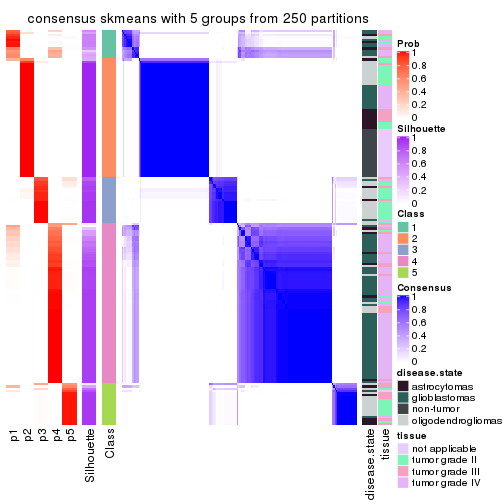 consensus skmeans with 5 groups from 250 partitions
p1
p2
p3
p4
p5
Silhouette
Class
disease.state
tissue
Prob
1
0.8
0.6
0.4
0.2
0
Silhouette
1
0.8
0.6
0.4
0.2
0
Class
1
2
3
4
5
Consensus
1
0.8
0.6
0.4
0.2
0
disease.state
astrocytomas
glioblastomas
non-tumor
oligodendrogliomas
tissue
not applicable
tumor grade II
tumor grade III
tumor grade IV